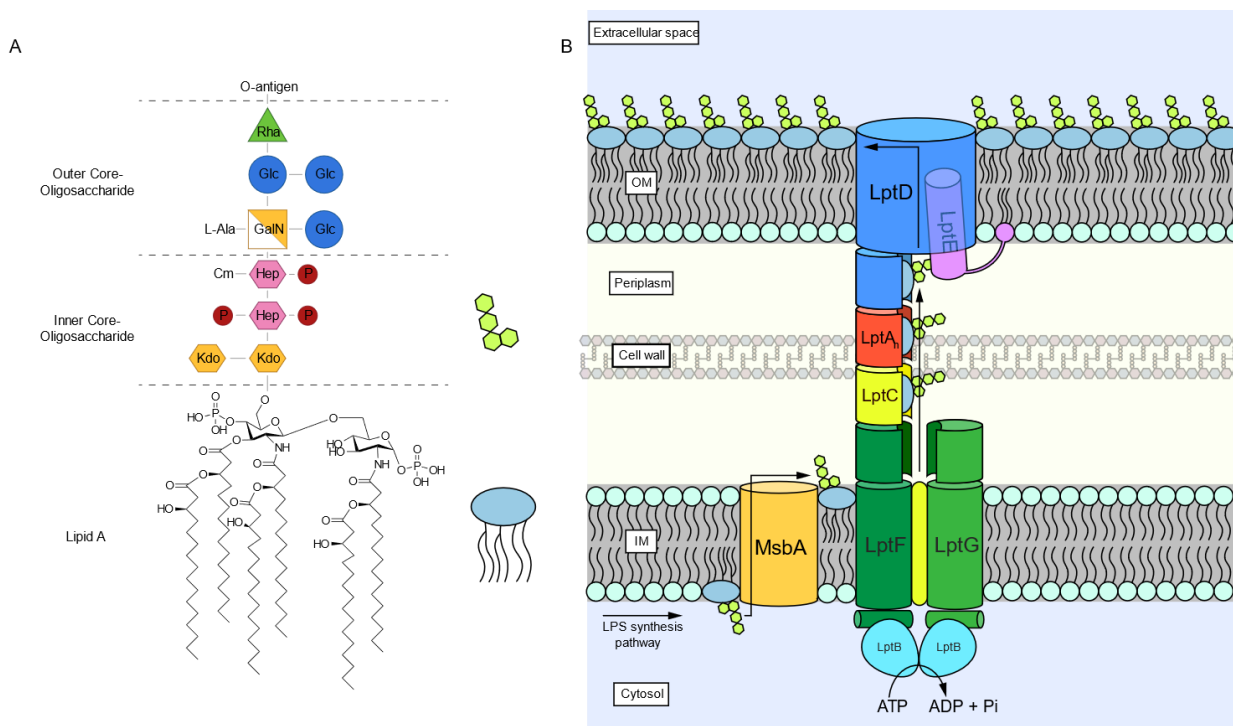 A
O-antigen
Rha
Outer Core-
Oligosaccharide
Glc
Glc
L-Ala
GalN
Glc
Cm
Hep
P
Inner Core-
Oligosaccharide
P
Hep
P
Kdo
Kdo
O
HO
P
O
OH
O
O
O
O
O
O
HO
HO
NH
NH
O
O
P
OH
OH
O
O
O
O
O
O
O
O
HO
HO
HO
Lipid A
B
Extracellular space
OM
LptD
LptE
Periplasm
LptAn
Cell wall
LptC
IM
MsbA
LptF
LptG
LPS synthesis
pathway
LptB
LptB
Cytosol
ATP
ADP + Pi